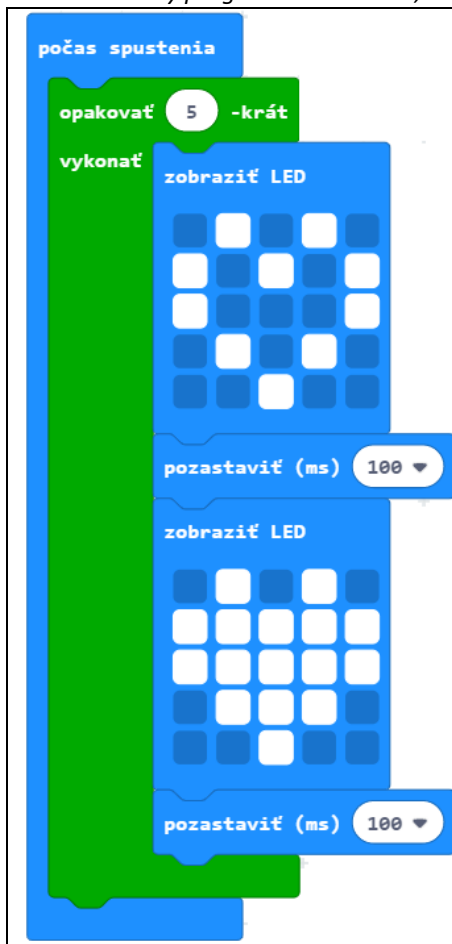 počas spustenia
opakovať 5 -krát
vykonať
zobraziť LED
pozastaviť (ms) 100
zobraziť LED
pozastaviť (ms) 100